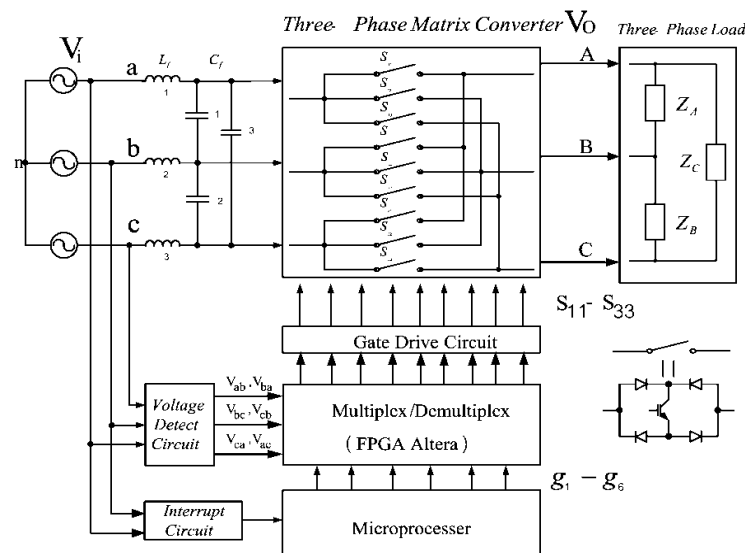 Three- Phase Matrix Converter
V_O
Three- Phase Load
V_i
a
L_f
C_f
A
1
1
3
Z_A
n
b
B
Z_C
2
2
Z_B
c
C
3
S_11 - S_33
Gate Drive Circuit
Voltage
Detect
Circuit
V_ab , V_ba
V_bc , V_cb
V_ca , V_ac
Multiplex /Demultiplex
( FPGA Altera )
g_1 - g_6
Interrupt
Circuit
Microprocesser